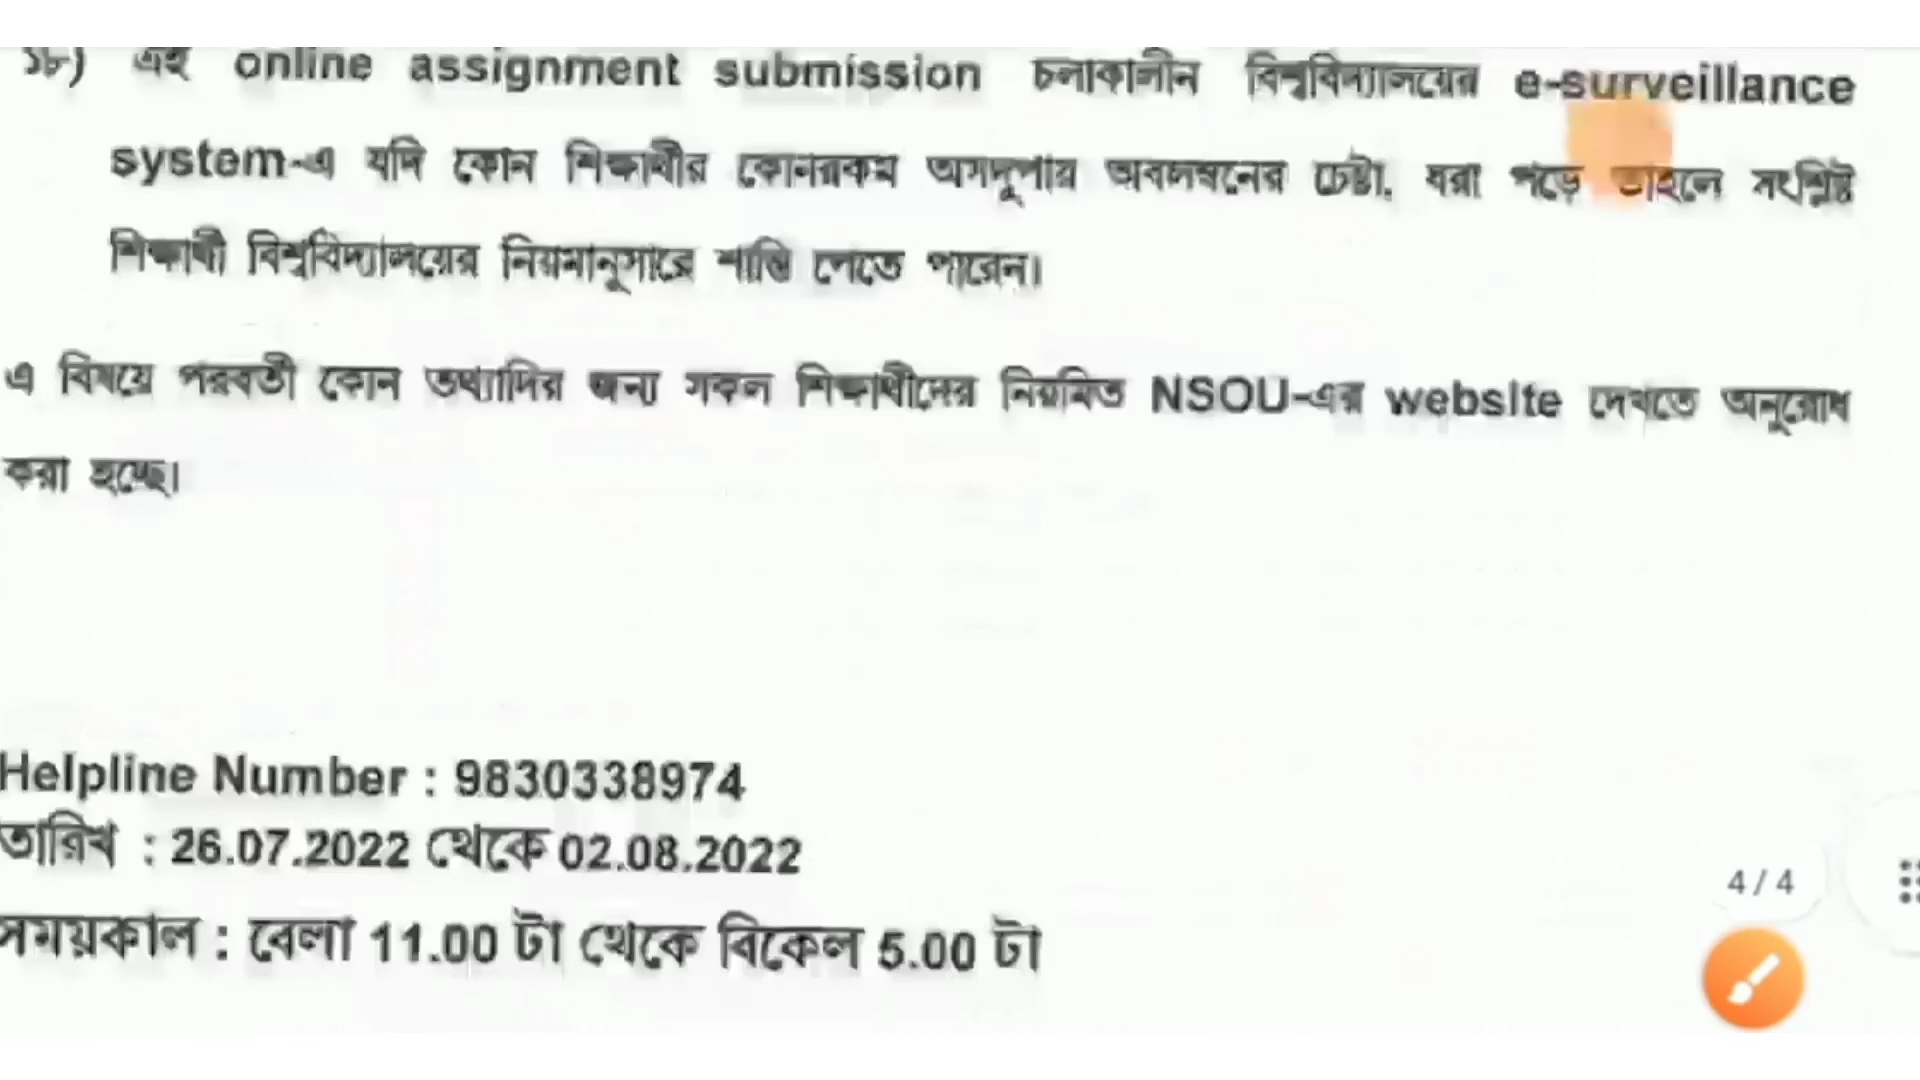 ১৮) এই online assignment submission চলাকালীন বিশ্ববিদ্যালয়ের e-surveillance
system-এ যদি কোন শিক্ষার্থীর কোনরকম অসদুপায় অবলম্বনের চেষ্টা, ধরা পড়ে তাহলে সংশ্লিষ্ট
শিক্ষার্থী বিশ্ববিদ্যালয়ের নিয়মানুসারে শাস্তি পেতে পারেন।
এ বিষয়ে পরবর্তী কোন তথ্যাদির জন্য সকল শিক্ষার্থীদের নিয়মিত NSOU-এর website দেখতে অনুরোধ
করা হচ্ছে।
Helpline Number : 9830338974
তারিখ : 26.07.2022 থেকে 02.08.2022
সময়কাল : বেলা 11.00 টা থেকে বিকেল 5.00 টা
4 / 4